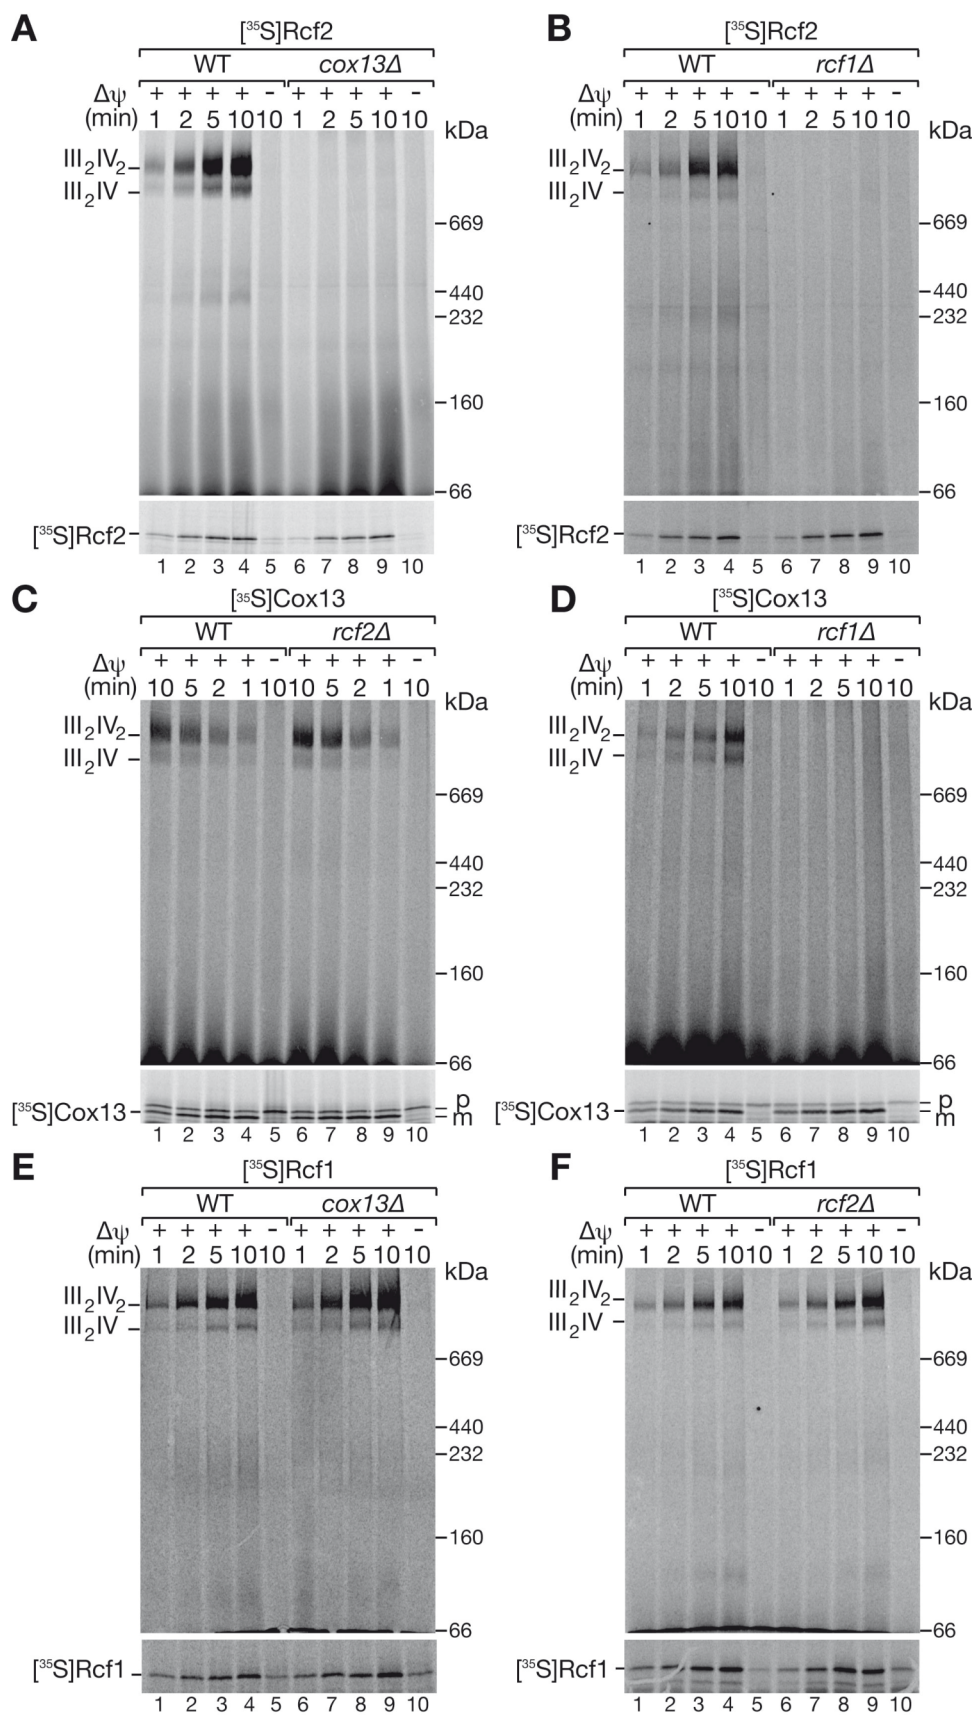 A
[³⁵S]Rcf2
WT cox13Δ
Δψ + + + + - + + + + -
(min) 1 2 5 10 10 1 2 5 10 10
kDa
III₂IV₂
III₂IV
669
440
232
160
66
[³⁵S]Rcf2
1 2 3 4 5 6 7 8 9 10
B
[³⁵S]Rcf2
WT rcf1Δ
Δψ + + + + - + + + + -
(min) 1 2 5 10 10 1 2 5 10 10
kDa
III₂IV₂
III₂IV
669
440
232
160
66
[³⁵S]Rcf2
1 2 3 4 5 6 7 8 9 10
C
[³⁵S]Cox13
WT rcf2Δ
Δψ + + + + - + + + + -
(min) 10 5 2 1 10 10 5 2 1 10
kDa
III₂IV₂
III₂IV
669
440
232
160
66
[³⁵S]Cox13
p
m
1 2 3 4 5 6 7 8 9 10
D
[³⁵S]Cox13
WT rcf1Δ
Δψ + + + + - + + + + -
(min) 1 2 5 10 10 1 2 5 10 10
kDa
III₂IV₂
III₂IV
669
440
232
160
66
[³⁵S]Cox13
p
m
1 2 3 4 5 6 7 8 9 10
E
[³⁵S]Rcf1
WT cox13Δ
Δψ + + + + - + + + + -
(min) 1 2 5 10 10 1 2 5 10 10
kDa
III₂IV₂
III₂IV
669
440
232
160
66
[³⁵S]Rcf1
1 2 3 4 5 6 7 8 9 10
F
[³⁵S]Rcf1
WT rcf2Δ
Δψ + + + + - + + + + -
(min) 1 2 5 10 10 1 2 5 10 10
kDa
III₂IV₂
III₂IV
669
440
232
160
66
[³⁵S]Rcf1
1 2 3 4 5 6 7 8 9 10